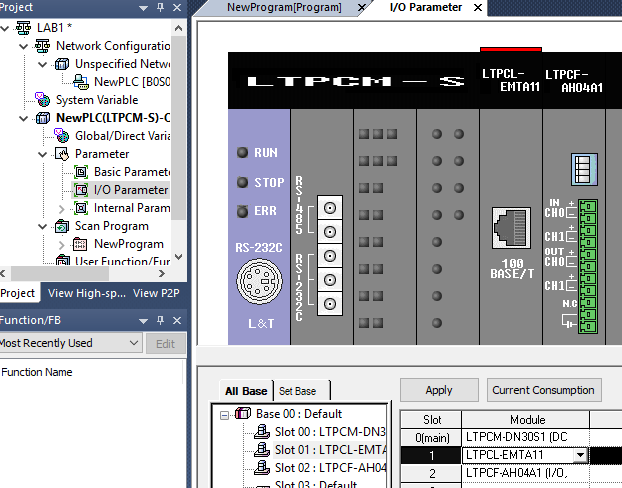 Project
LAB1 *
Network Configuratio
Unspecified Netw
NewPLC [B0S0
System Variable
NewPLC(LTPCM-S)-O
Global/Direct Varia
Parameter
Basic Paramete
I/O Parameter
Internal Param
Scan Program
NewProgram
User Function/Fun
Project
View High-sp...
View P2P
Function/FB
Most Recently Used
Edit
Function Name
NewProgram[Program]
I/O Parameter
LTPCM-S
LTPCL-
EMTA11
LTPCF-
AH04A1
RUN
STOP
ERR
RS-232C
L&T
RS-485
RS-232C
100
BASE/T
IN
CH0
+
-
CH1
+
-
OUT
CH0
+
-
CH1
+
-
N.C
All Base
Set Base
Base 00 : Default
Slot 00 : LTPCM-DN3
Slot 01 : LTPCL-EMTA
Slot 02 : LTPCF-AH04
Slot 03 : Default
Apply
Current Consumption
Slot
Module
0(main)
LTPCM-DN30S1 (DC
1
LTPCL-EMTA11
2
LTPCF-AH04A1 (I/O,